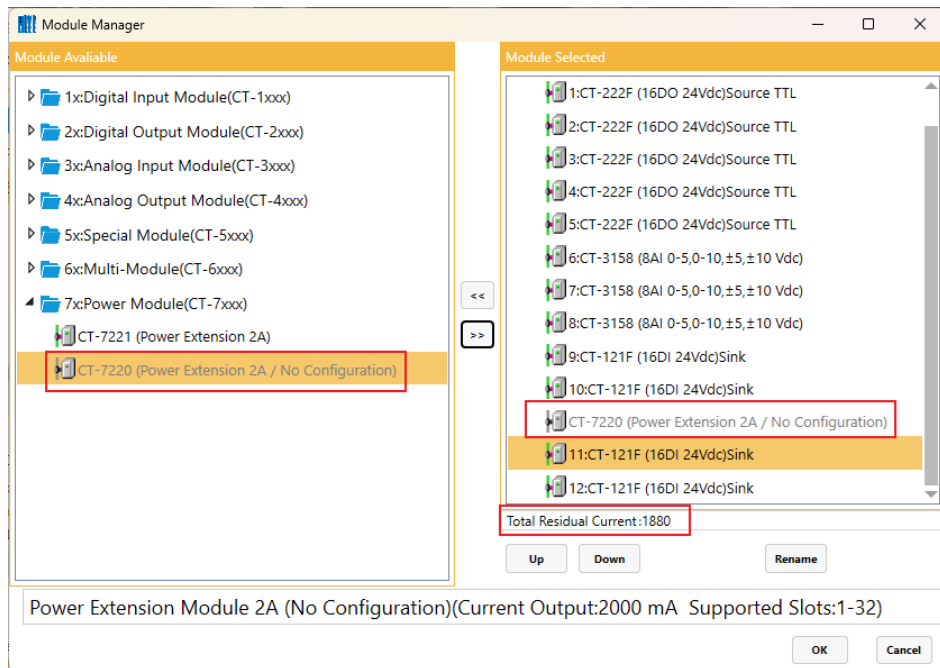 Module Manager
Module Avaliable
1x:Digital Input Module(CT-1xxx)
2x:Digital Output Module(CT-2xxx)
3x:Analog Input Module(CT-3xxx)
4x:Analog Output Module(CT-4xxx)
5x:Special Module(CT-5xxx)
6x:Multi-Module(CT-6xxx)
7x:Power Module(CT-7xxx)
CT-7221 (Power Extension 2A)
CT-7220 (Power Extension 2A / No Configuration)
<<
>>
Module Selected
1:CT-222F (16DO 24Vdc)Source TTL
2:CT-222F (16DO 24Vdc)Source TTL
3:CT-222F (16DO 24Vdc)Source TTL
4:CT-222F (16DO 24Vdc)Source TTL
5:CT-222F (16DO 24Vdc)Source TTL
6:CT-3158 (8AI 0-5,0-10,±5,±10 Vdc)
7:CT-3158 (8AI 0-5,0-10,±5,±10 Vdc)
8:CT-3158 (8AI 0-5,0-10,±5,±10 Vdc)
9:CT-121F (16DI 24Vdc)Sink
10:CT-121F (16DI 24Vdc)Sink
CT-7220 (Power Extension 2A / No Configuration)
11:CT-121F (16DI 24Vdc)Sink
12:CT-121F (16DI 24Vdc)Sink
Total Residual Current:1880
Up Down Rename
Power Extension Module 2A (No Configuration)(Current Output:2000 mA  Supported Slots:1-32)
OK Cancel